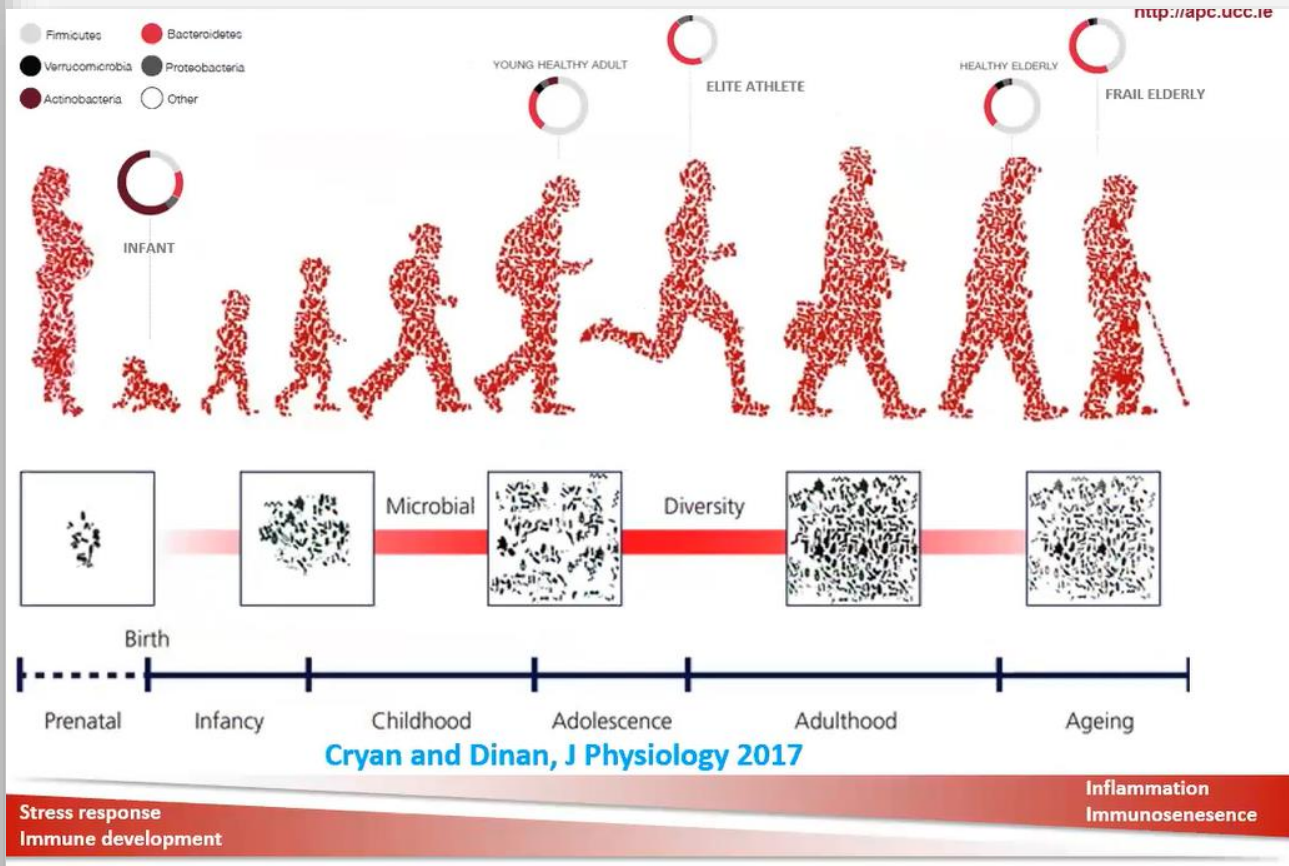 http://apc.ucc.ie
Firmicutes
Bacteroidetes
Verrucomicrobia
Proteobacteria
Actinobacteria
Other
INFANT
YOUNG HEALTHY ADULT
ELITE ATHLETE
HEALTHY ELDERLY
FRAIL ELDERLY
Microbial
Diversity
Birth
Prenatal
Infancy
Childhood
Adolescence
Adulthood
Ageing
Cryan and Dinan, J Physiology 2017
Inflammation
Immunosenesence
Stress response
Immune development